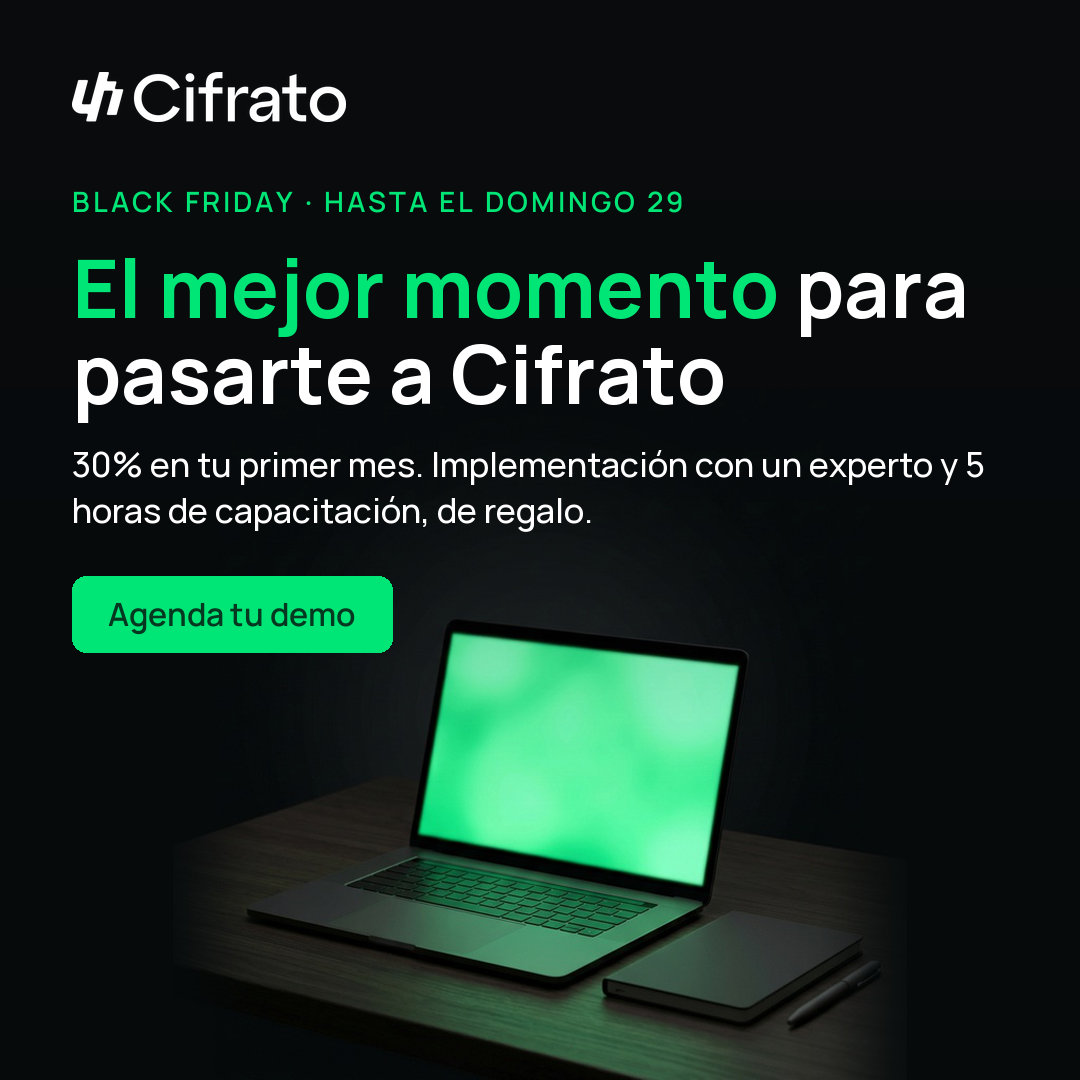 Cifrato
BLACK FRIDAY · HASTA EL DOMINGO 29
El mejor momento para
pasarte a Cifrato
30% en tu primer mes. Implementación con un experto y 5
horas de capacitación, de regalo.
Agenda tu demo